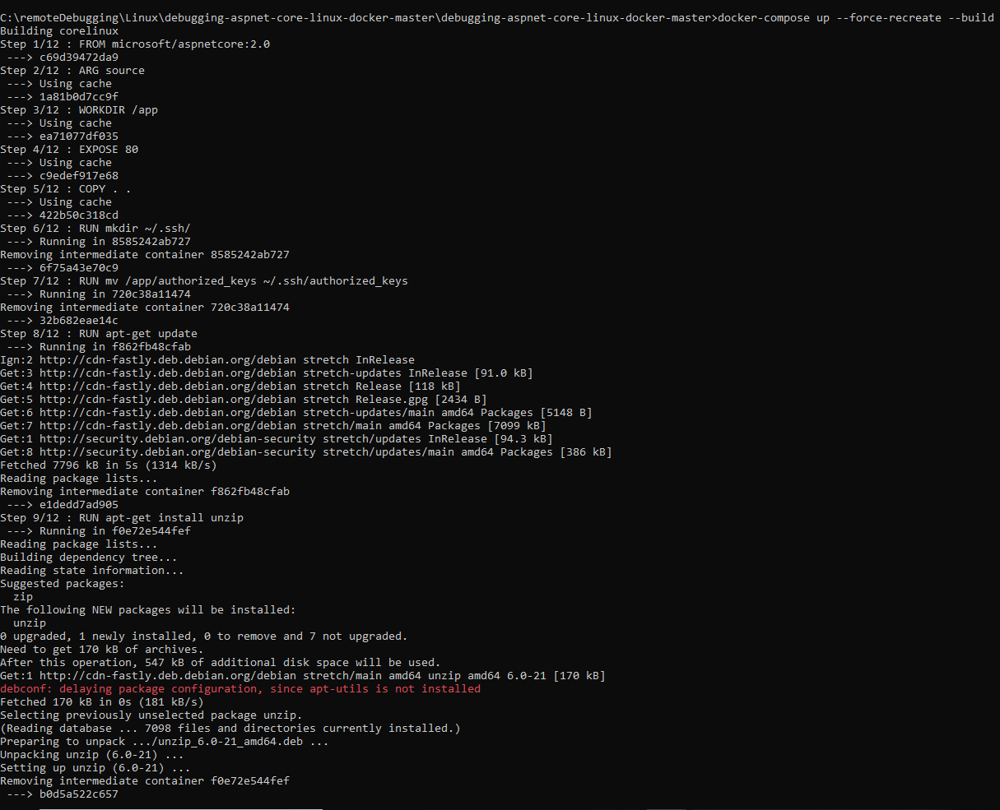 C:\remoteDebugging\Linux\debugging-aspnet-core-linux-docker-master\debugging-aspnet-core-linux-docker-master>docker-compose up --force-recreate --build
Building corelinux
Step 1/12 : FROM microsoft/aspnetcore:2.0
 ---> c69d39472da9
Step 2/12 : ARG source
 ---> Using cache
 ---> 1a81b0d7cc9f
Step 3/12 : WORKDIR /app
 ---> Using cache
 ---> ea71077df035
Step 4/12 : EXPOSE 80
 ---> Using cache
 ---> c9edef917e68
Step 5/12 : COPY . .
 ---> Using cache
 ---> 422b50c318cd
Step 6/12 : RUN mkdir ~/.ssh/
 ---> Running in 8585242ab727
Removing intermediate container 8585242ab727
 ---> 6f75a43e70c9
Step 7/12 : RUN mv /app/authorized_keys ~/.ssh/authorized_keys
 ---> Running in 720c38a11474
Removing intermediate container 720c38a11474
 ---> 32b682eae14c
Step 8/12 : RUN apt-get update
 ---> Running in f862fb48cfab
Ign:2 http://cdn-fastly.deb.debian.org/debian stretch InRelease
Get:3 http://cdn-fastly.deb.debian.org/debian stretch-updates InRelease [91.0 kB]
Get:4 http://cdn-fastly.deb.debian.org/debian stretch Release [118 kB]
Get:5 http://cdn-fastly.deb.debian.org/debian stretch Release.gpg [2434 B]
Get:6 http://cdn-fastly.deb.debian.org/debian stretch-updates/main amd64 Packages [5148 B]
Get:7 http://cdn-fastly.deb.debian.org/debian stretch/main amd64 Packages [7099 kB]
Get:1 http://security.debian.org/debian-security stretch/updates InRelease [94.3 kB]
Get:8 http://security.debian.org/debian-security stretch/updates/main amd64 Packages [386 kB]
Fetched 7796 kB in 5s (1314 kB/s)
Reading package lists...
Removing intermediate container f862fb48cfab
 ---> e1dedd7ad905
Step 9/12 : RUN apt-get install unzip
 ---> Running in f0e72e544fef
Reading package lists...
Building dependency tree...
Reading state information...
Suggested packages:
  zip
The following NEW packages will be installed:
  unzip
0 upgraded, 1 newly installed, 0 to remove and 7 not upgraded.
Need to get 170 kB of archives.
After this operation, 547 kB of additional disk space will be used.
Get:1 http://cdn-fastly.deb.debian.org/debian stretch/main amd64 unzip amd64 6.0-21 [170 kB]
debconf: delaying package configuration, since apt-utils is not installed
Fetched 170 kB in 0s (181 kB/s)
Selecting previously unselected package unzip.
(Reading database ... 7098 files and directories currently installed.)
Preparing to unpack .../unzip_6.0-21_amd64.deb ...
Unpacking unzip (6.0-21) ...
Setting up unzip (6.0-21) ...
Removing intermediate container f0e72e544fef
 ---> b0d5a522c657